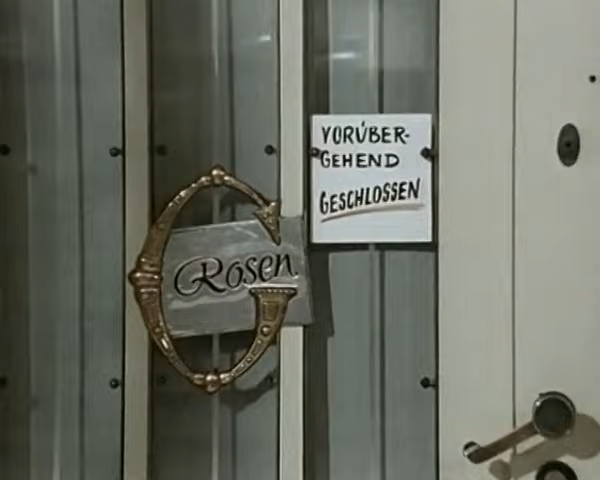 VORÜBER-
GEHEND
GESCHLOSSEN
G
Rosen